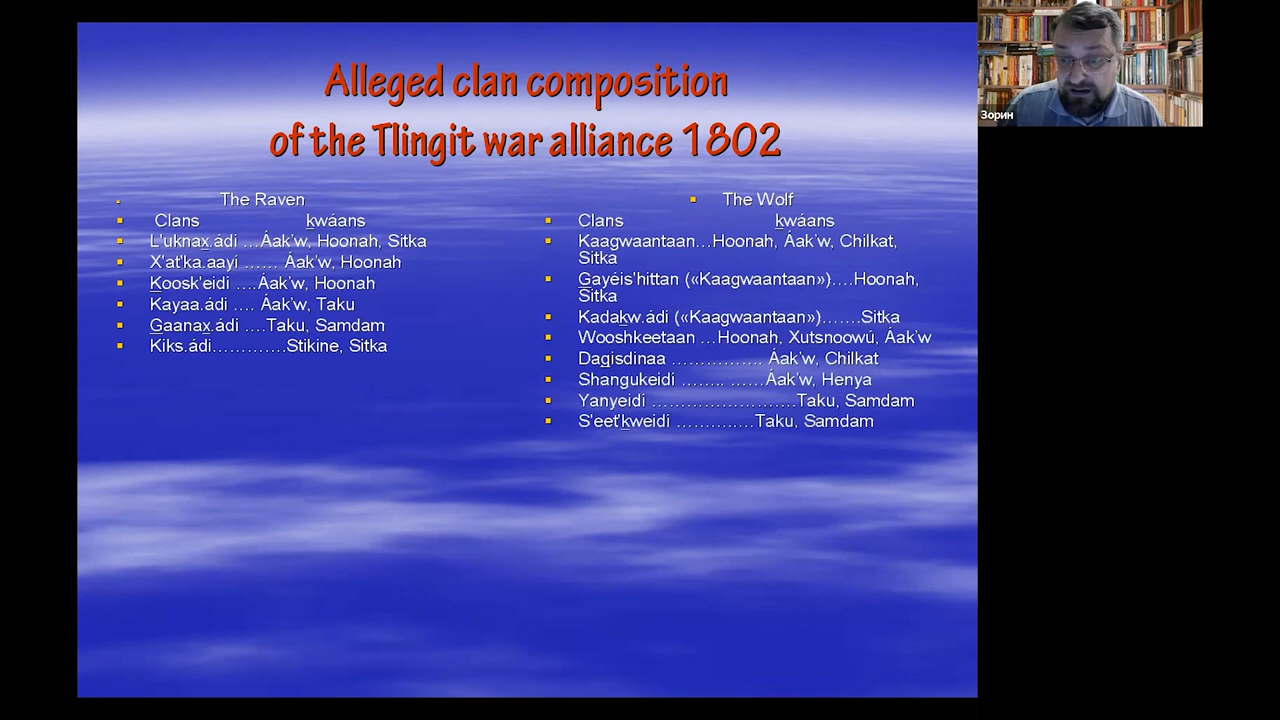 Alleged clan composition
of the Tlingit war alliance 1802
The Raven
Clans kwáans
L'uknax.ádi ...Áak'w, Hoonah, Sitka
X'at'ka.aayi ...... Áak'w, Hoonah
Koosk'eidi ....Áak'w, Hoonah
Kayaa.ádi .... Áak'w, Taku
Gaanax.ádi ....Taku, Samdam
Kiks.ádi.............Stikine, Sitka
The Wolf
Clans kwáans
Kaagwaantaan...Hoonah, Áak'w, Chilkat,
Sitka
Gayéis'hittan («Kaagwaantaan»)....Hoonah,
Sitka
Kadakw.ádi («Kaagwaantaan»).......Sitka
Wooshkeetaan ...Hoonah, Xutsnoowú, Áak'w
Dagisdinaa ................. Áak'w, Chilkat
Shangukeidi ........ ......Áak'w, Henya
Yanyeidi ..........................Taku, Samdam
S'eet'kweidi ..............Taku, Samdam
Зорин